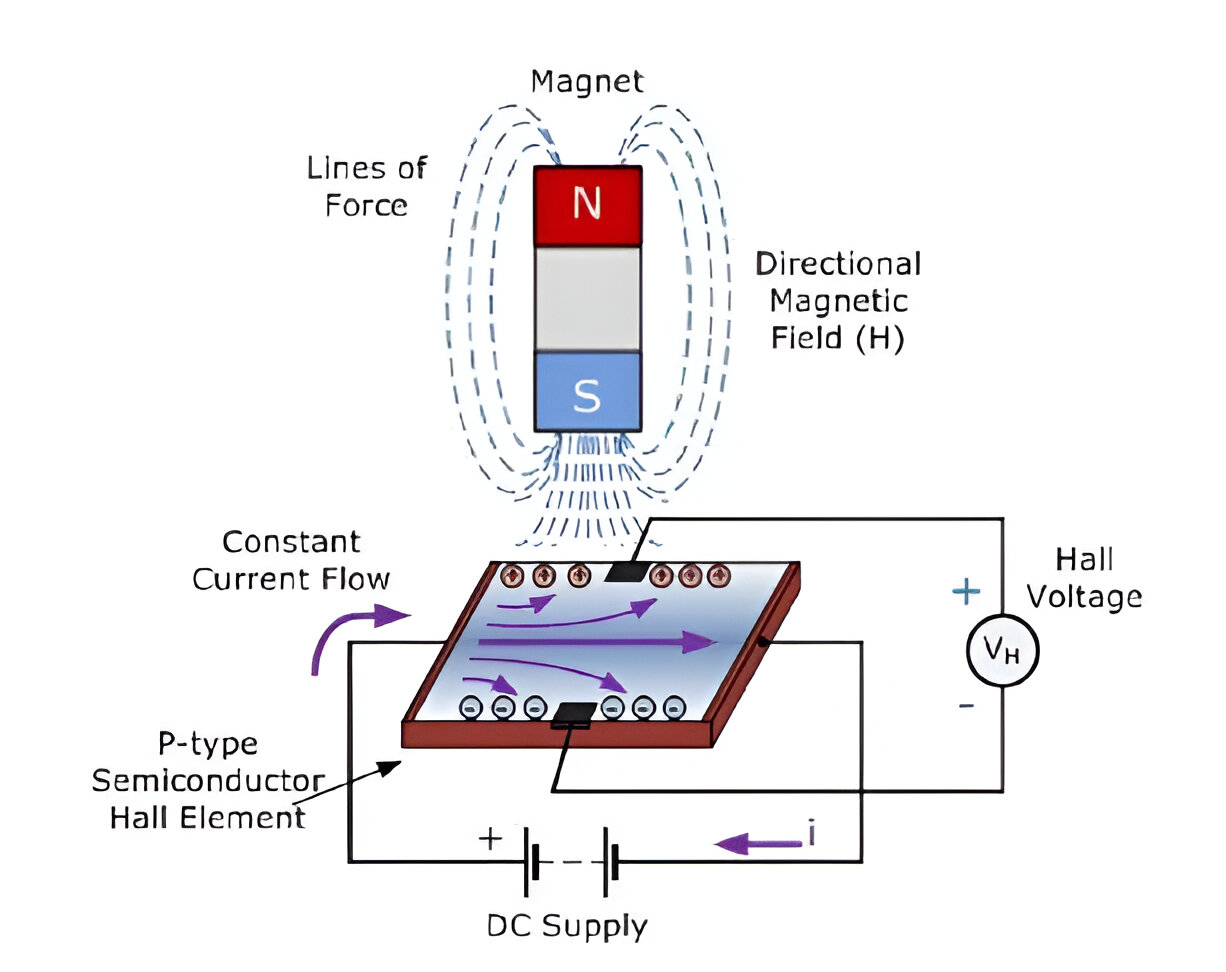 Magnet
Lines of
Force
N
Directional
Magnetic
Field (H)
S
Constant
Current Flow
Hall
Voltage
+
VH
-
P-type
Semiconductor
Hall Element
+
i
DC Supply